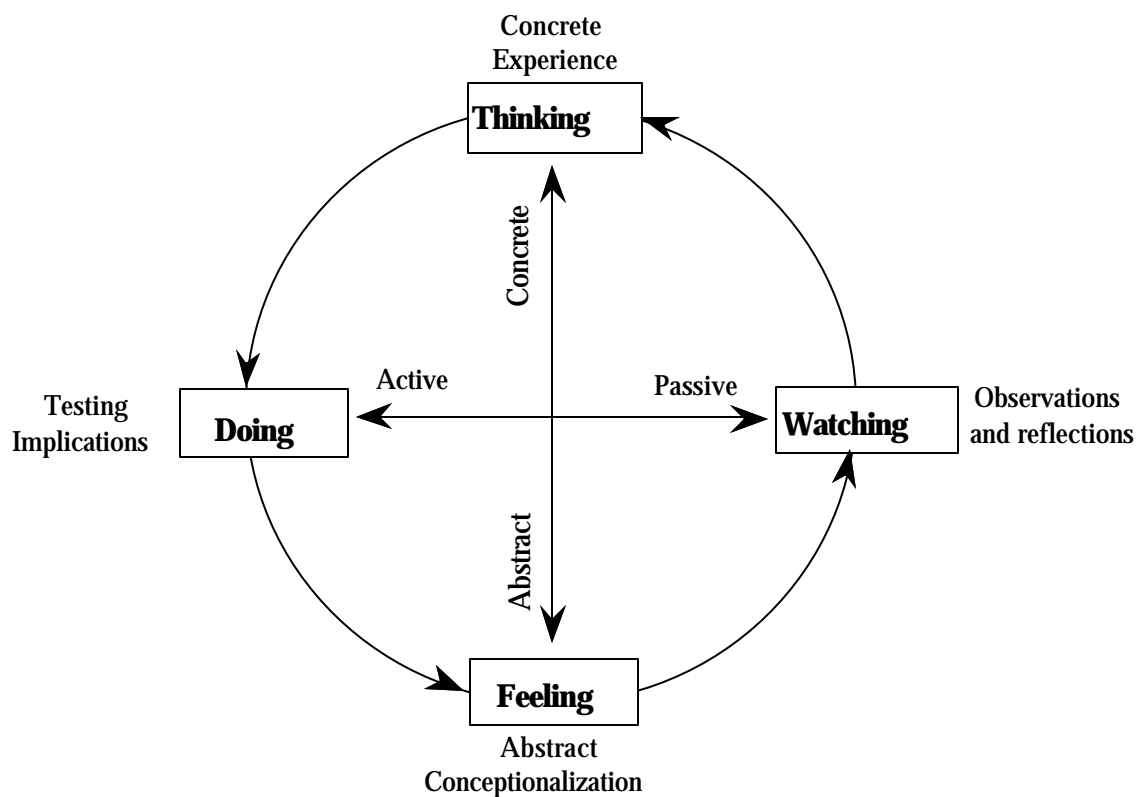 Concrete
Experience
Thinking
Concrete
Active
Passive
Testing
Implications
Doing
Watching
Observations
and reflections
Abstract
Feeling
Abstract
Conceptionalization